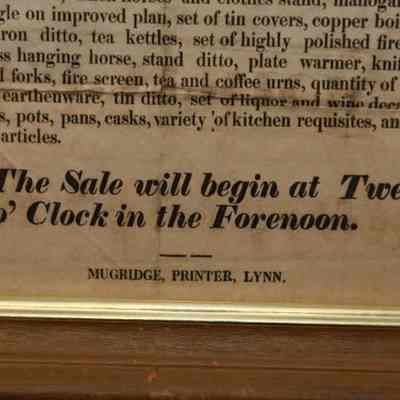 gle on improved plan, set of tin covers, copper boi
ron ditto, tea kettles, set of highly polished fire
ss hanging horse, stand ditto, plate warmer, knif
l forks, fire screen, tea and coffee urns, quantity of
earthenware, tin ditto, set of liquor and wine dec
s, pots, pans, casks, variety of kitchen requisites, an
articles.
The Sale will begin at Twe
o' Clock in the Forenoon.
MUGRIDGE, PRINTER, LYNN.